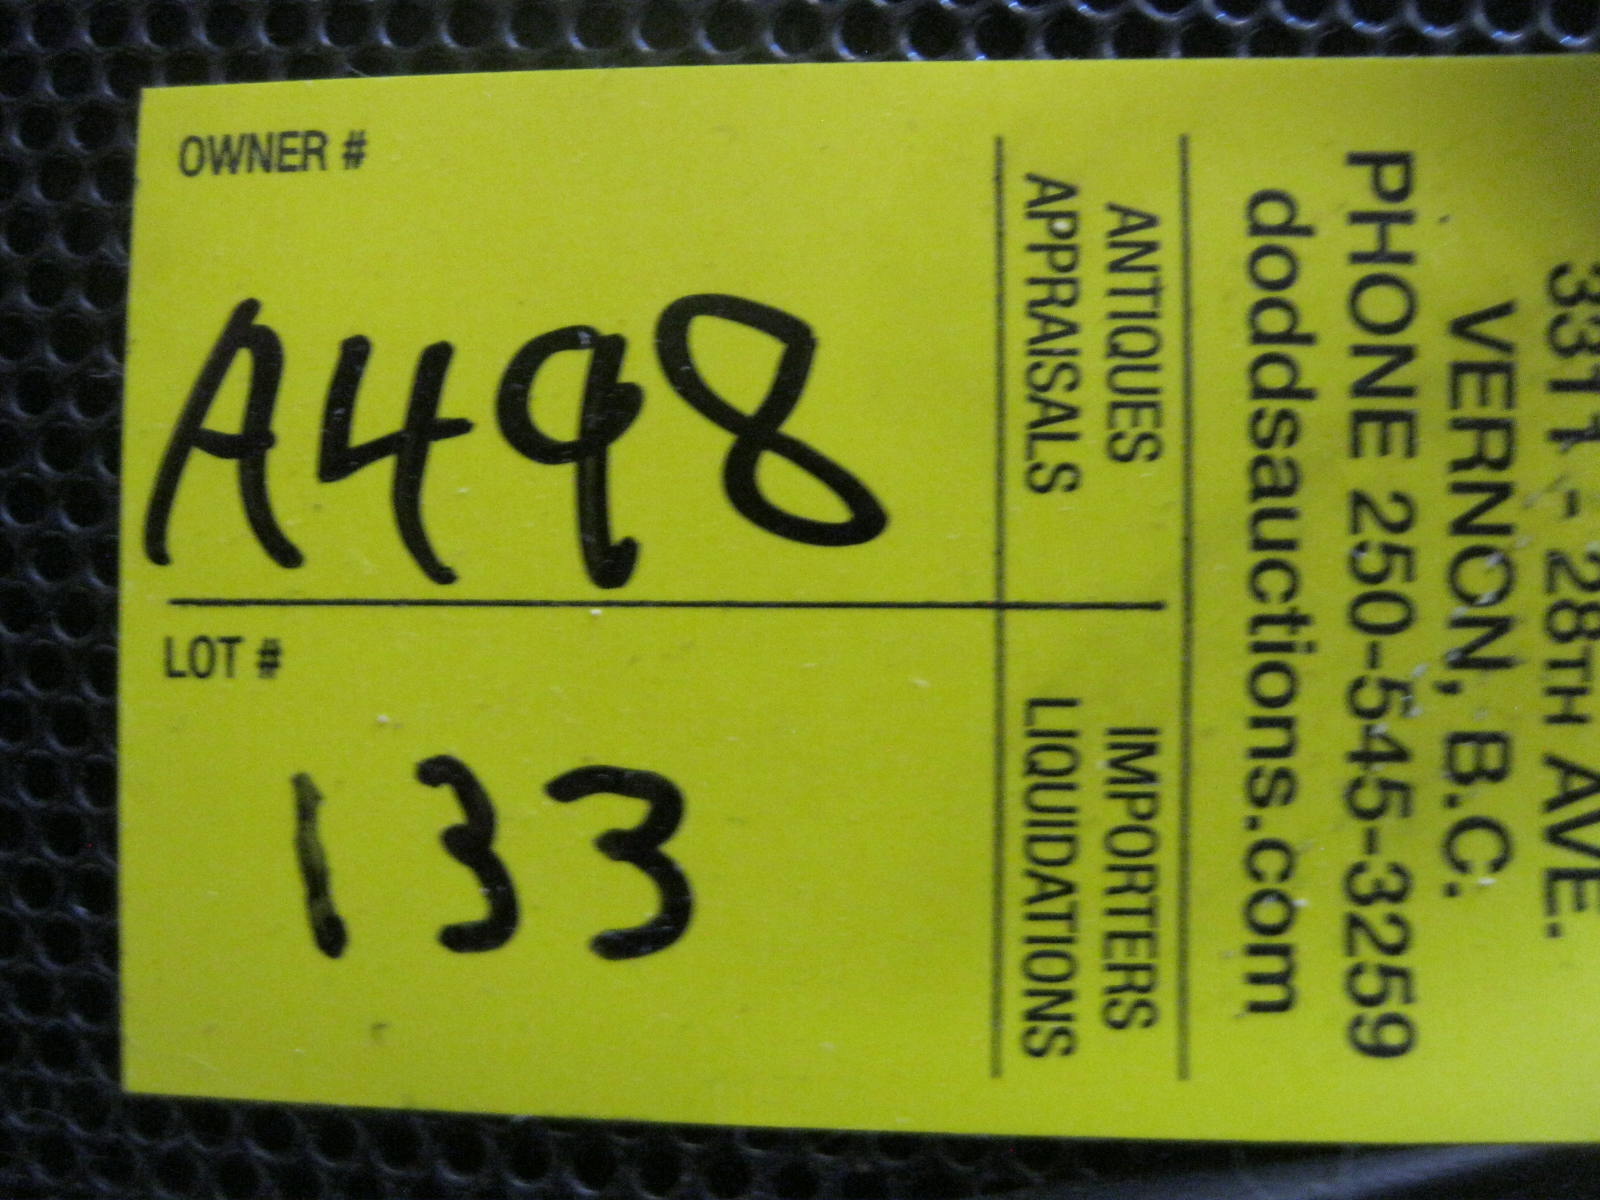 3311 - 28TH AVE.
VERNON, B.C.
PHONE 250-545-3259
doddsauctions.com
ANTIQUES IMPORTERS
APPRAISALS LIQUIDATIONS
OWNER #
A498
LOT #
133